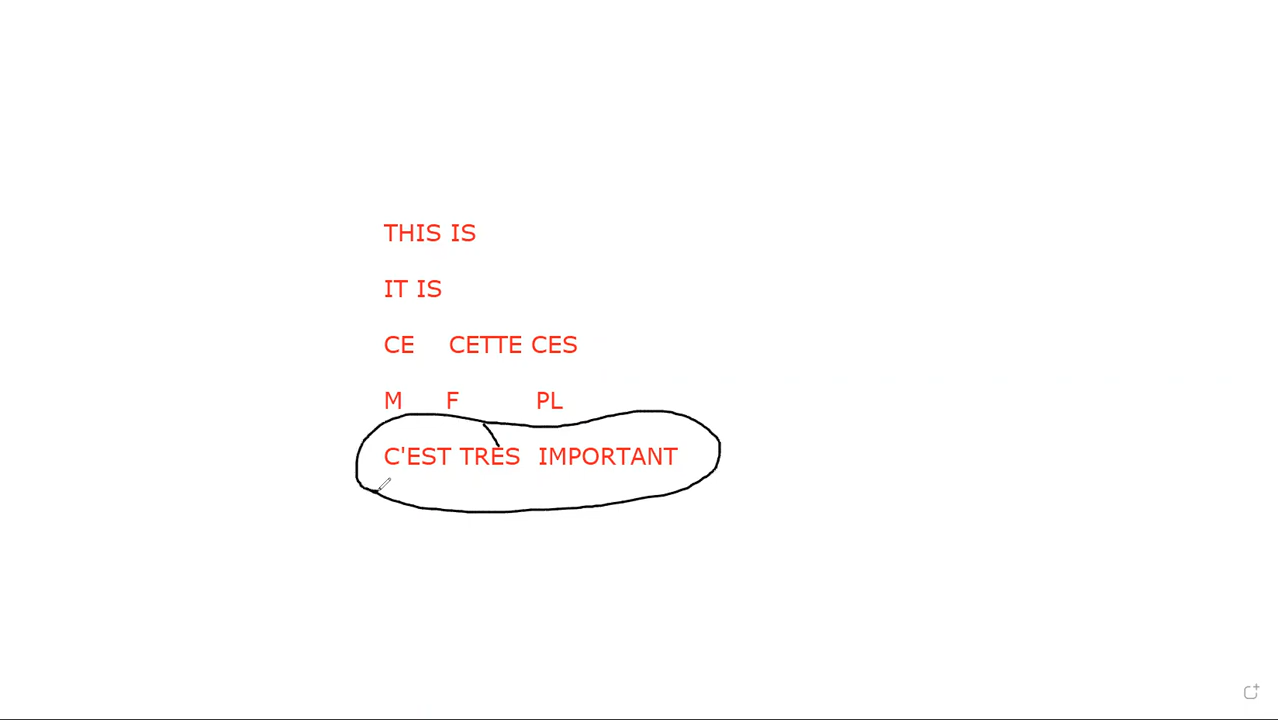 THIS IS
IT IS
CE CETTE CES
M F PL
C'EST TRÈS IMPORTANT